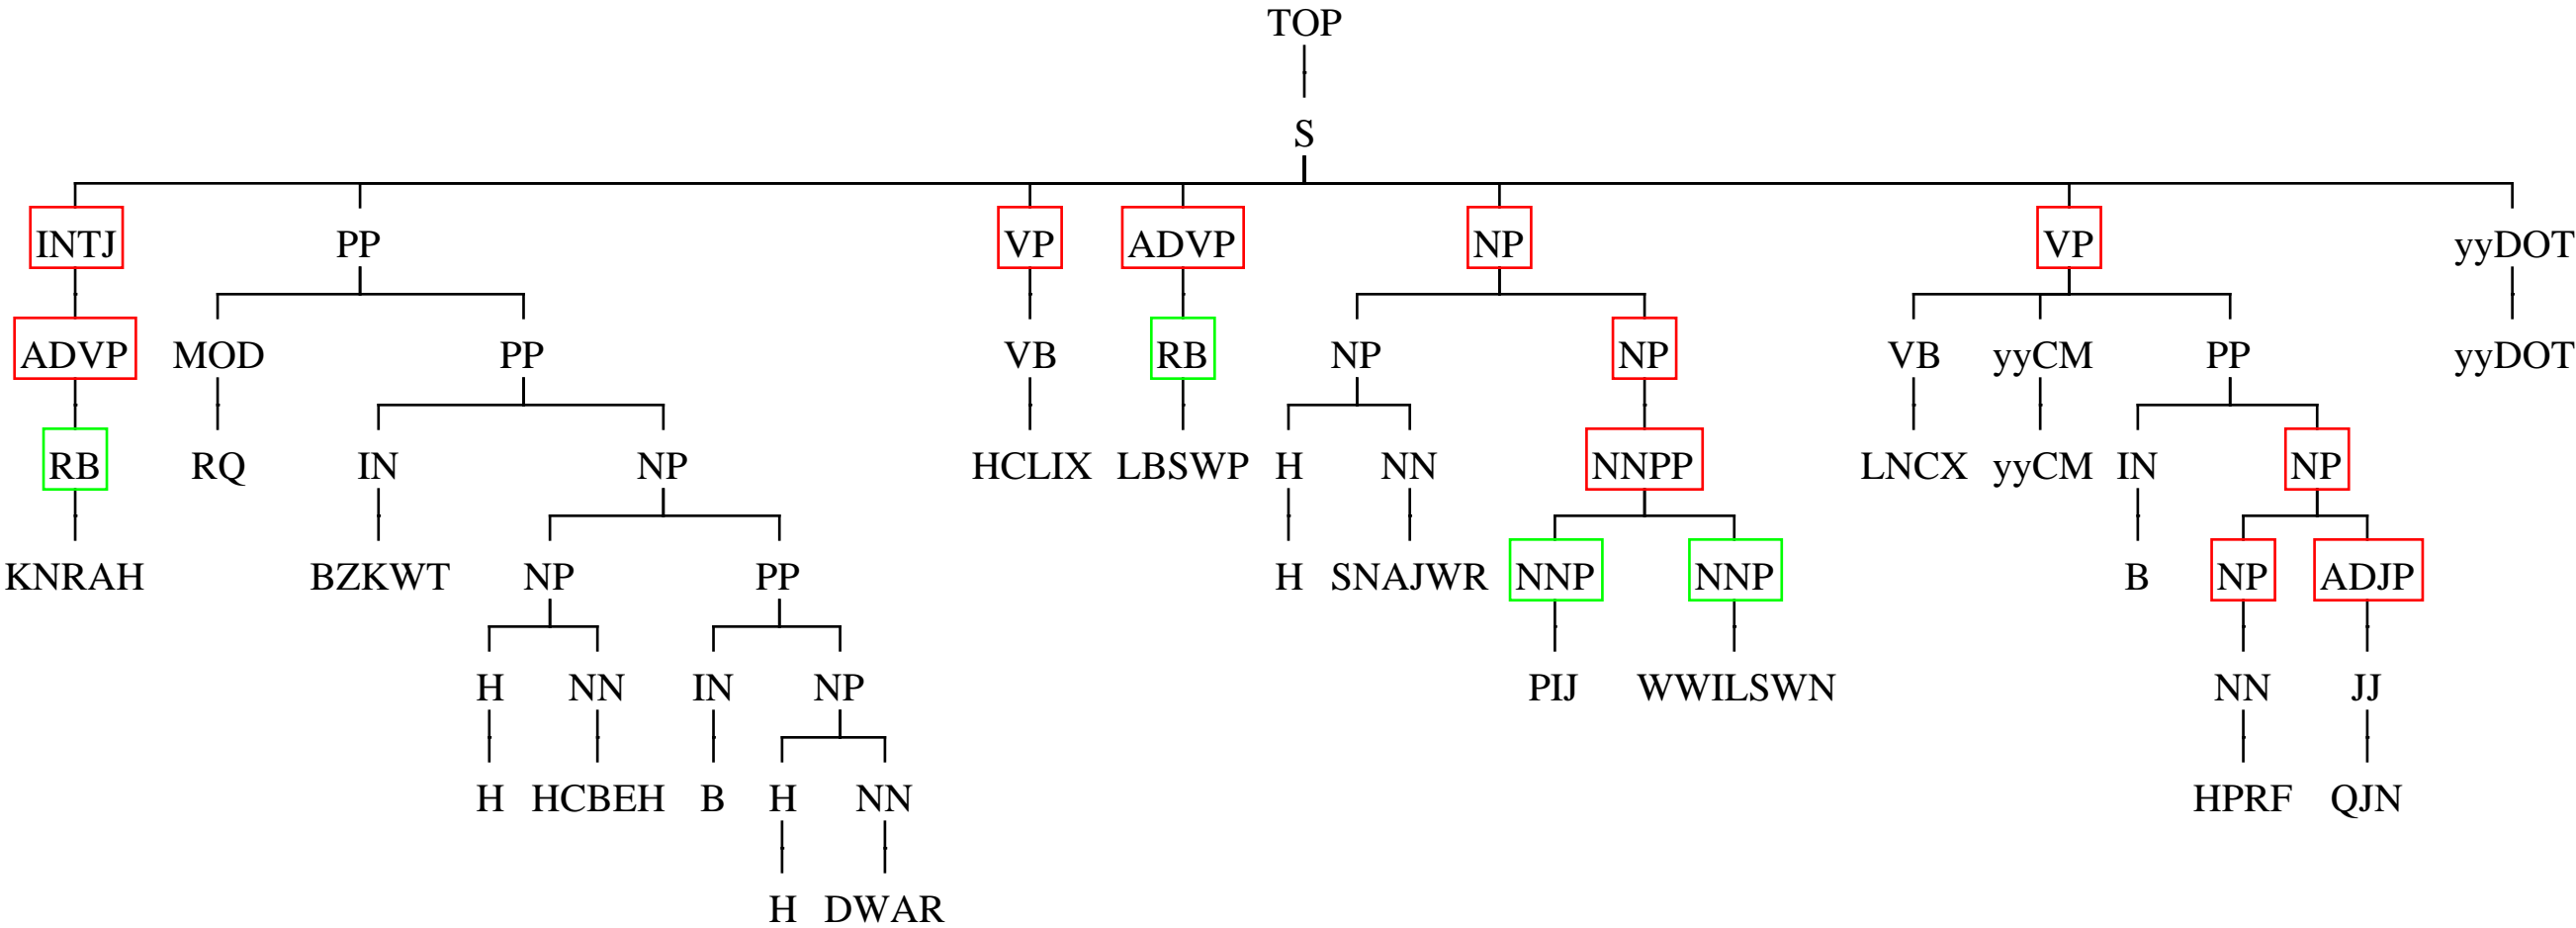 TOP
S
INTJ PP VP ADVP NP VP yyDOT
ADVP MOD PP VB RB NP NP VB yyCM PP yyDOT
RB RQ IN NP HCLIX LBSWP H NN NNPP LNCX yyCM IN NP
KNRAH BZKWT NP PP H SNAJWR NNP NNP B NP ADJP
H NN IN NP PIJ WWILSWN NN JJ
H HCBEH B H NN HPRF QJN
H DWAR